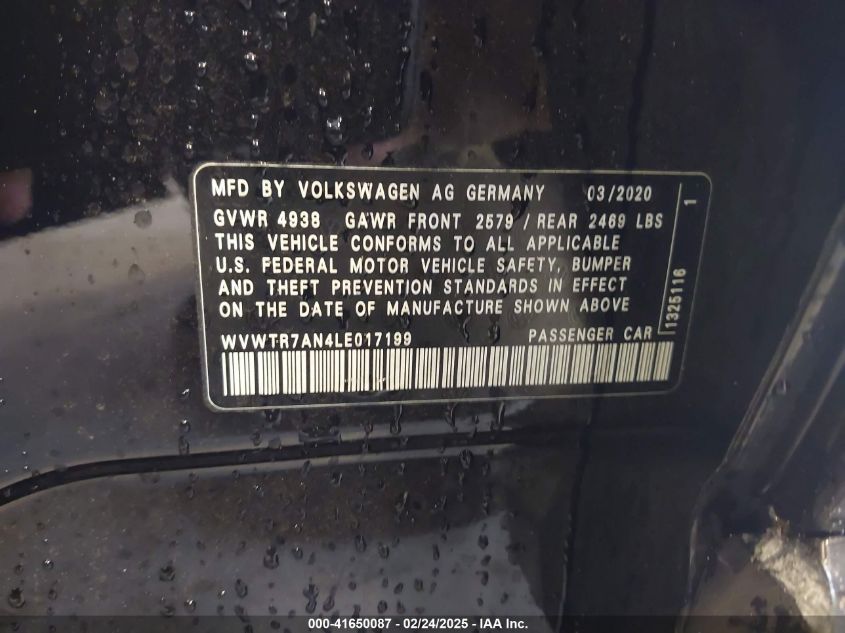 MFD BY VOLKSWAGEN AG GERMANY 03/2020
GVWR 4938 GAWR FRONT 2579 / REAR 2469 LBS
THIS VEHICLE CONFORMS TO ALL APPLICABLE
U.S. FEDERAL MOTOR VEHICLE SAFETY, BUMPER
AND THEFT PREVENTION STANDARDS IN EFFECT
ON THE DATE OF MANUFACTURE SHOWN ABOVE
WVWTR7AN4LE017199 PASSENGER CAR
1325116 1
000-41650087 - 02/24/2025 - IAA Inc.